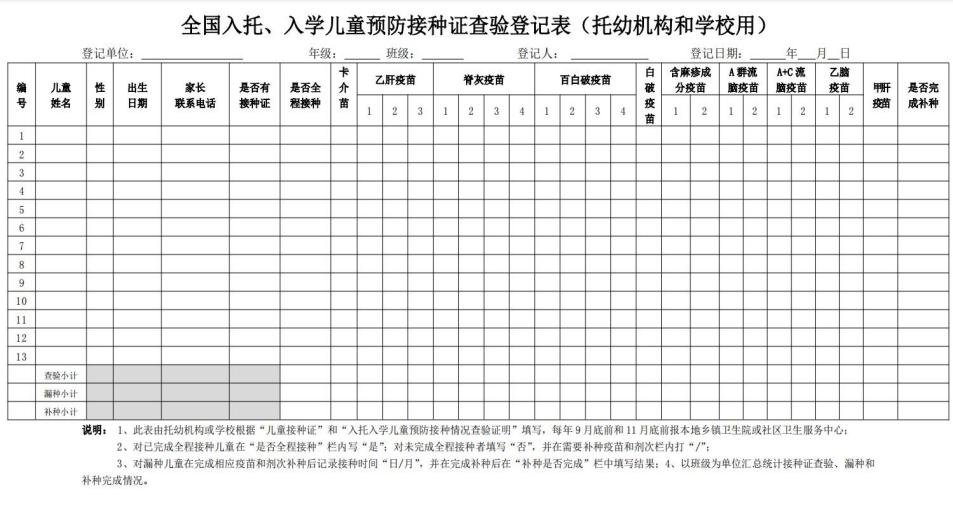 全国入托、入学儿童预防接种证查验登记表（托幼机构和学校用）
登记单位： 年级： 班级： 登记人： 登记日期： 年 月 日
编号 儿童姓名 性别 出生日期 家长联系电话 是否有接种证 是否全程接种 卡介苗 乙肝疫苗 脊灰疫苗 百白破疫苗 白破疫苗 含麻疹成分疫苗 A群流脑疫苗 A+C流脑疫苗 乙脑疫苗 甲肝疫苗 是否完成补种
1 2 3 1 2 3 4 1 2 3 4 1 2 1 2 1 2 1 2
1
2
3
4
5
6
7
8
9
10
11
12
13
查验小计
漏种小计
补种小计
说明： 1、此表由托幼机构或学校根据“儿童接种证”和“入托入学儿童预防接种情况查验证明”填写，每年9月底前和11月底前报本地乡镇卫生院或社区卫生服务中心；
2、对已完成全程接种儿童在“是否全程接种”栏内写“是”；对未完成全程接种者填写“否”，并在需要补种疫苗和剂次栏内打“/”；
3、对漏种儿童在完成相应疫苗和剂次补种后记录接种时间“日/月”，并在完成补种后在“补种是否完成”栏中填写结果；4、以班级为单位汇总统计接种证查验、漏种和
补种完成情况。